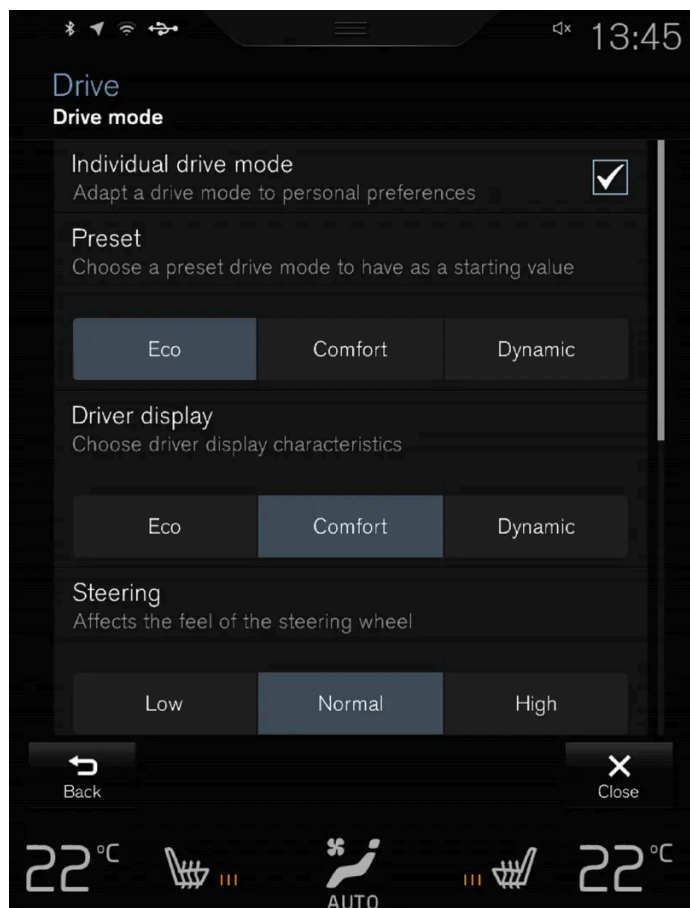 13:45
Drive
Drive mode
Individual drive mode
Adapt a drive mode to personal preferences
Preset
Choose a preset drive mode to have as a starting value
Eco Comfort Dynamic
Driver display
Choose driver display characteristics
Eco Comfort Dynamic
Steering
Affects the feel of the steering wheel
Low Normal High
Back Close
22°C 22°C
AUTO